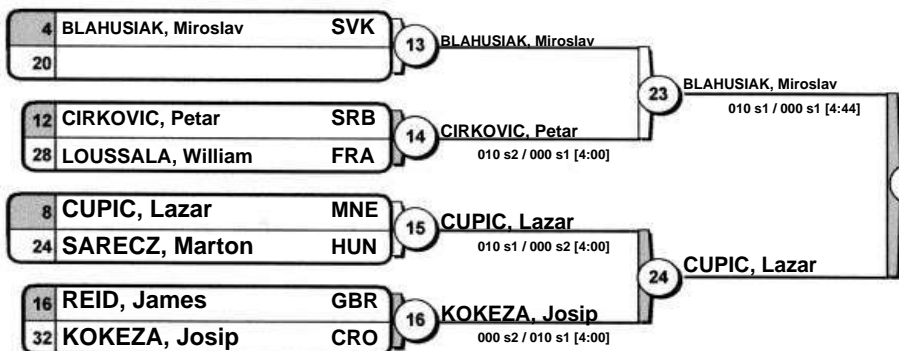 4 BLAHUSIAK, Miroslav SVK
20
13 BLAHUSIAK, Miroslav
12 CIRKOVIC, Petar SRB
28 LOUSSALA, William FRA
14 CIRKOVIC, Petar
010 s2 / 000 s1 [4:00]
23 BLAHUSIAK, Miroslav
010 s1 / 000 s1 [4:44]
8 CUPIC, Lazar MNE
24 SARECZ, Marton HUN
15 CUPIC, Lazar
010 s1 / 000 s2 [4:00]
16 REID, James GBR
32 KOKEZA, Josip CRO
16 KOKEZA, Josip
000 s2 / 010 s1 [4:00]
24 CUPIC, Lazar